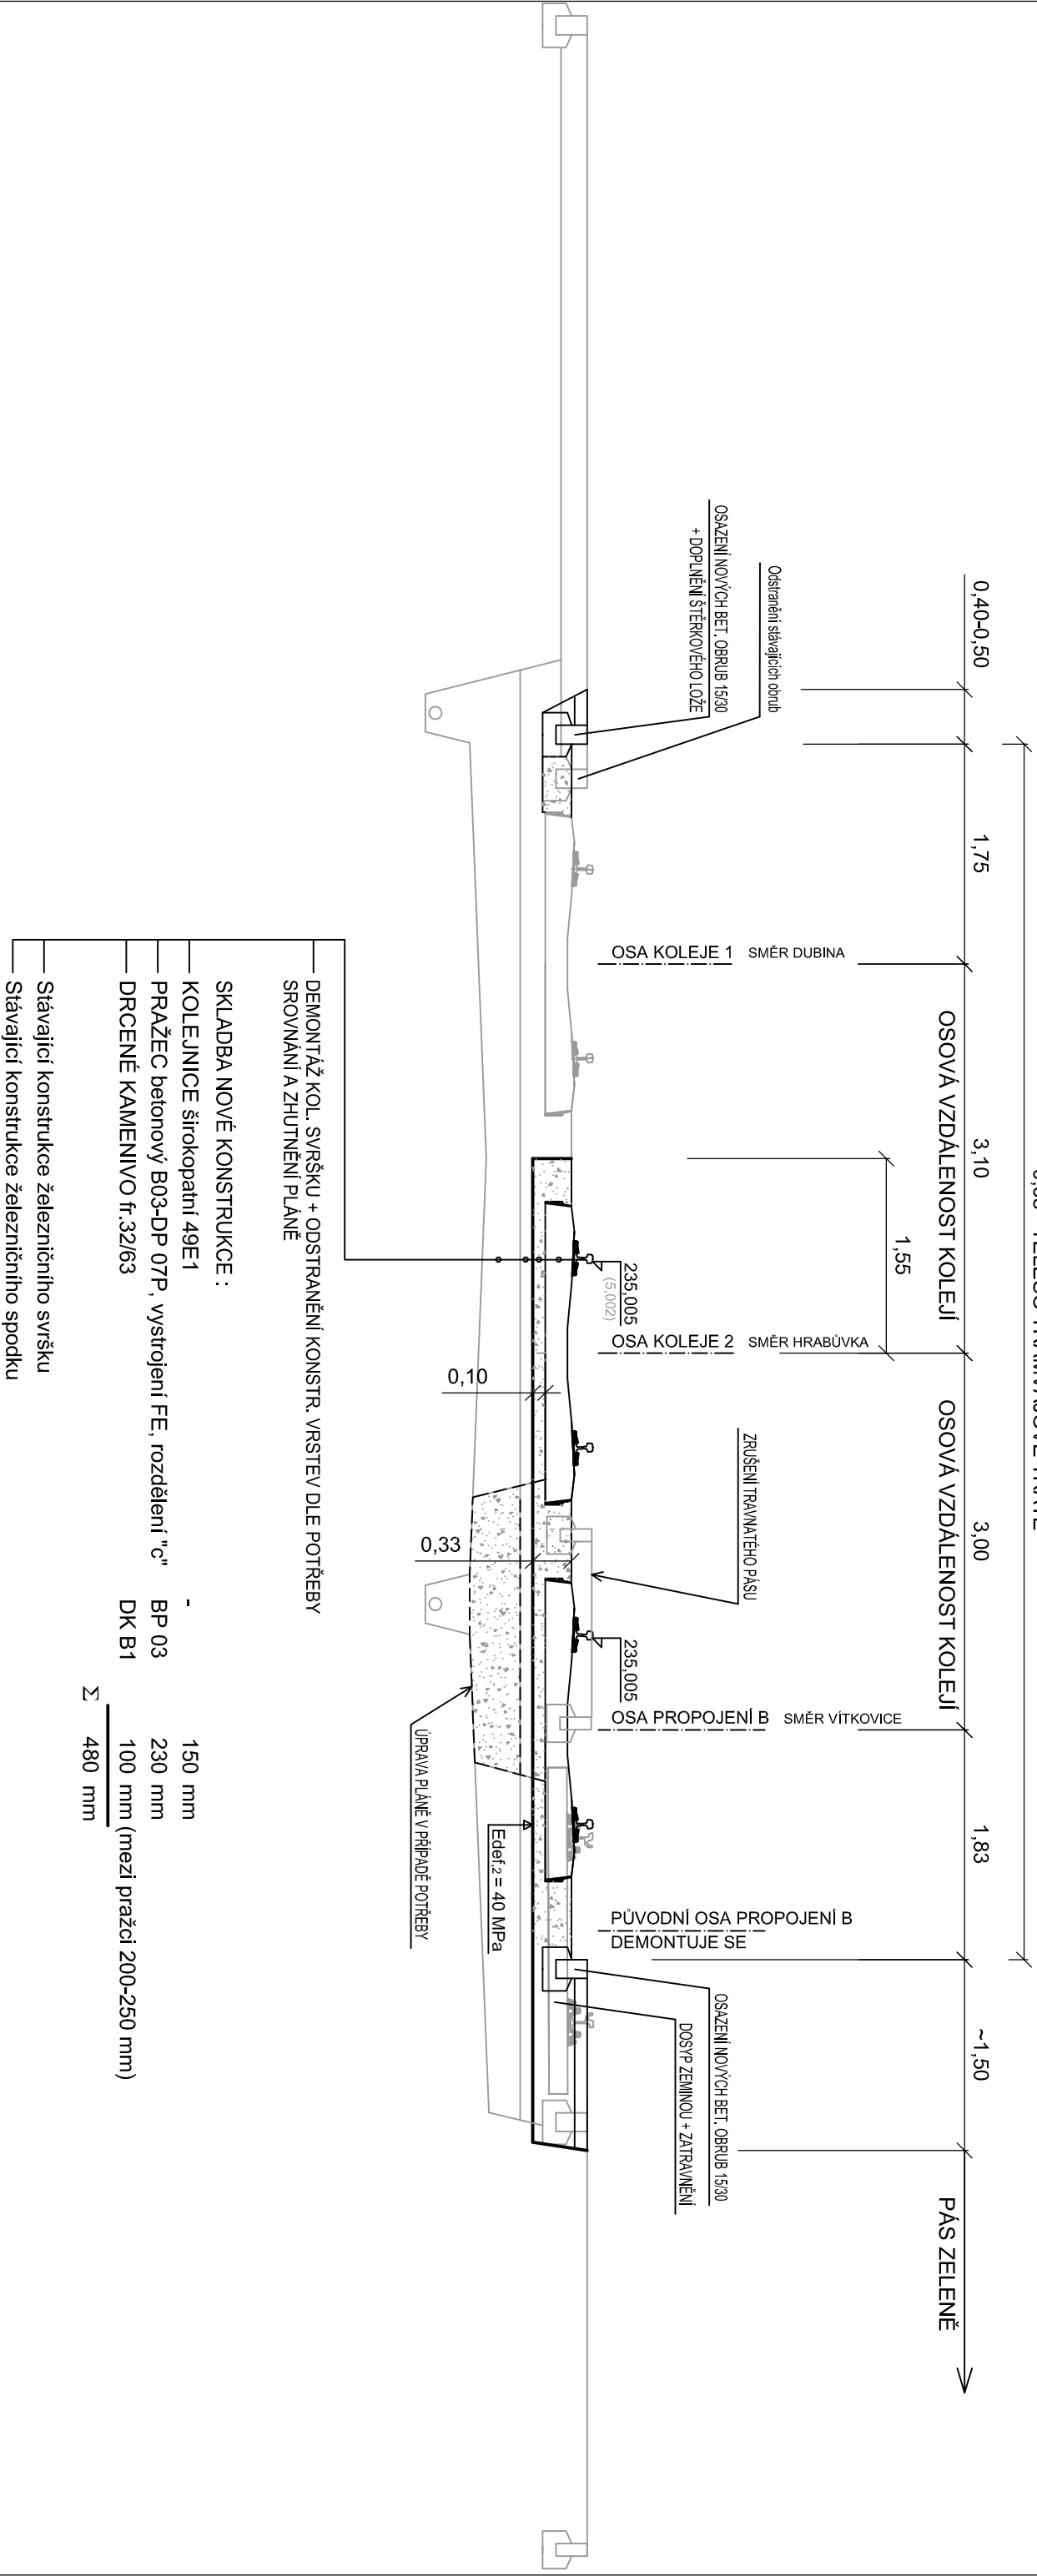 0,40-0,50
1,75
3,10
3,00
1,83
~1,50
OSOVÁ VZDÁLENOST KOLEJÍ
OSOVÁ VZDÁLENOST KOLEJÍ
PÁS ZELENĚ
1,55
Odstranění stávajících obrub
OSAZENÍ NOVÝCH BET. OBRUB 15/30
+ DOPLNĚNÍ ŠTĚRKOVÉHO LOŽE
OSA KOLEJE 1 SMĚR DUBINA
235,005
(5,002)
OSA KOLEJE 2 SMĚR HRABŮVKA
ZRUŠENÍ TRAVNATÉHO PÁSU
235,005
OSA PROPOJENÍ B SMĚR VÍTKOVICE
PŮVODNÍ OSA PROPOJENÍ B
DEMONTUJE SE
OSAZENÍ NOVÝCH BET. OBRUB 15/30
DOSYP ZEMINOU + ZATRAVNĚNÍ
0,10
0,33
Edef,2 = 40 MPa
ÚPRAVA PLÁNĚ V PŘÍPADĚ POTŘEBY
DEMONTÁŽ KOL. SVRŠKU + ODSTRANĚNÍ KONSTR. VRSTEV DLE POTŘEBY
SROVNÁNÍ A ZHUTNĚNÍ PLÁNĚ
SKLADBA NOVÉ KONSTRUKCE :
KOLEJNICE širokopatní 49E1 - 150 mm
PRAŽEC betonový B03-DP 07P, vystrojení FE, rozdělení "c" BP 03 230 mm
DRCENÉ KAMENIVO fr.32/63 DK B1 100 mm (mezi pražci 200-250 mm)
Σ 480 mm
Stávající konstrukce železničního svršku
Stávající konstrukce železničního spodku